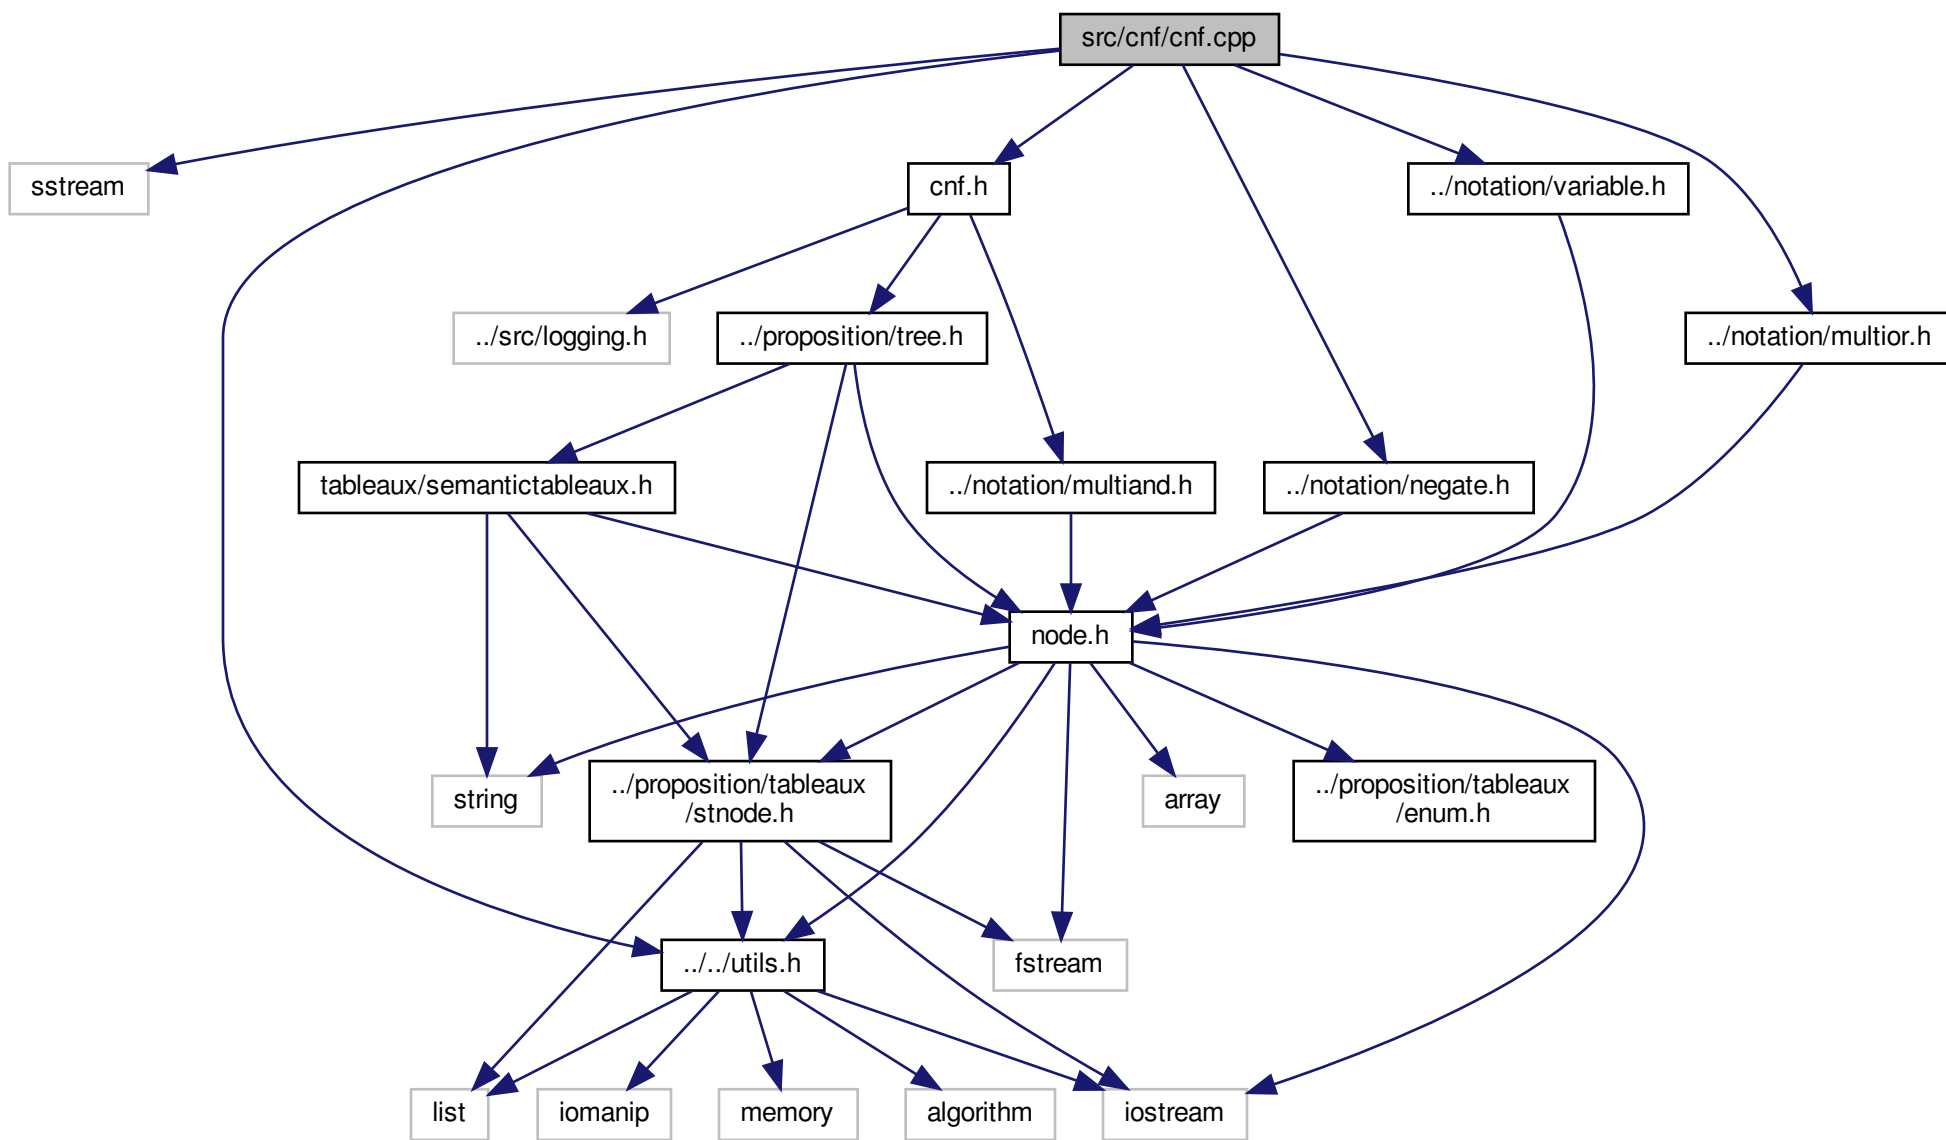 src/cnf/cnf.cpp
sstream
cnf.h
../notation/variable.h
../src/logging.h
../proposition/tree.h
../notation/multior.h
tableaux/semantictableaux.h
../notation/multiand.h
../notation/negate.h
node.h
string
../proposition/tableaux
/stnode.h
array
../proposition/tableaux
/enum.h
../../utils.h
fstream
list
iomanip
memory
algorithm
iostream